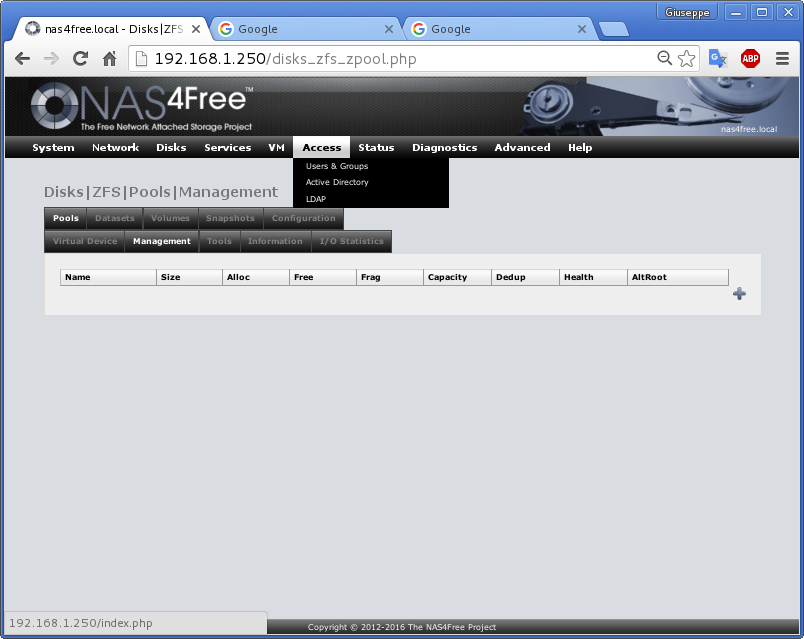 Giuseppe
nas4free.local - Disks|ZFS
Google
Google
192.168.1.250/disks_zfs_zpool.php
ABP
NAS4Free™
The Free Network Attached Storage Project
nas4free.local
System Network Disks Services VM Access Status Diagnostics Advanced Help
Users & Groups
Active Directory
LDAP
Disks|ZFS|Pools|Management
Pools Datasets Volumes Snapshots Configuration
Virtual Device Management Tools Information I/O Statistics
Name Size Alloc Free Frag Capacity Dedup Health AltRoot
192.168.1.250/index.php
Copyright © 2012-2016 The NAS4Free Project